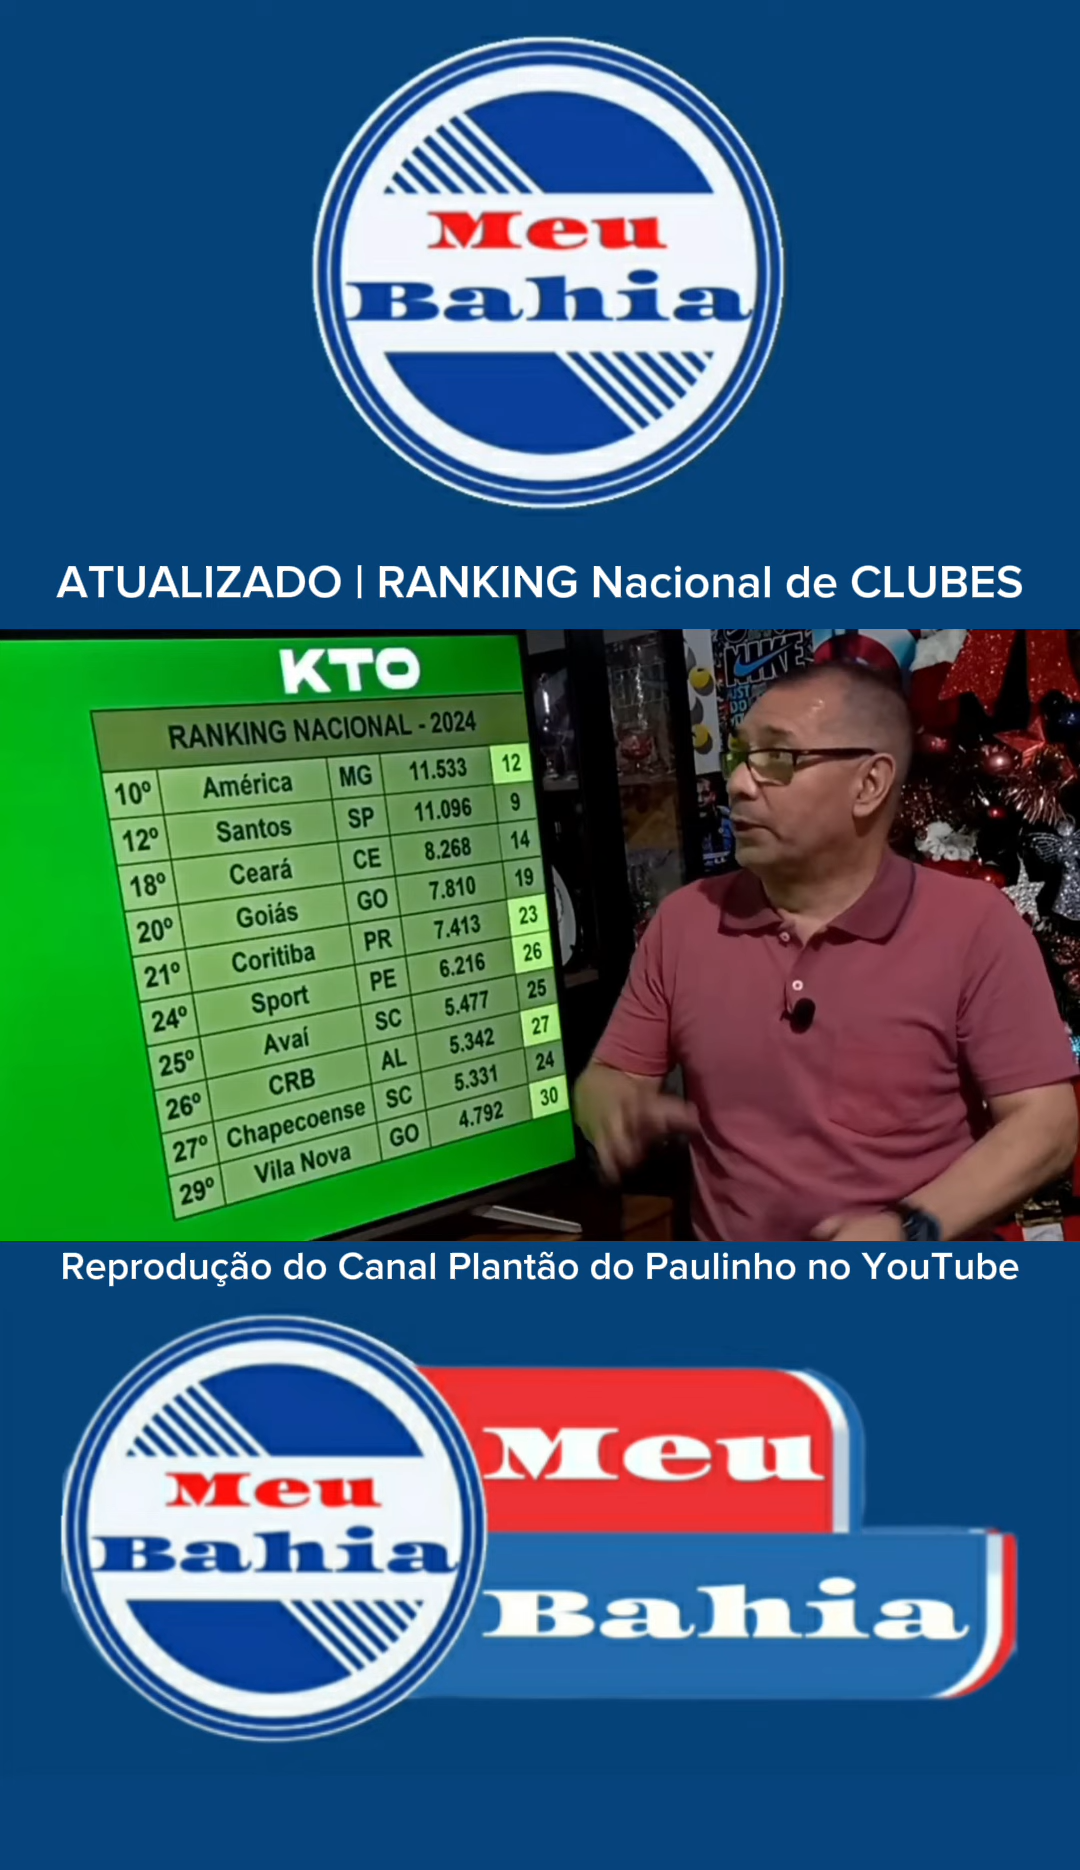 Meu
Bahia
ATUALIZADO | RANKING Nacional de CLUBES
KTO
NIKE
JUST
DO
RANKING NACIONAL - 2024
10º América MG 11.533 12
12º Santos SP 11.096 9
18º Ceará CE 8.268 14
20º Goiás GO 7.810 19
21º Coritiba PR 7.413 23
24º Sport PE 6.216 26
25º Avaí SC 5.477 25
26º CRB AL 5.342 27
27º Chapecoense SC 5.331 24
29º Vila Nova GO 4.792 30
Reprodução do Canal Plantão do Paulinho no YouTube
Meu
Bahia
Meu
Bahia